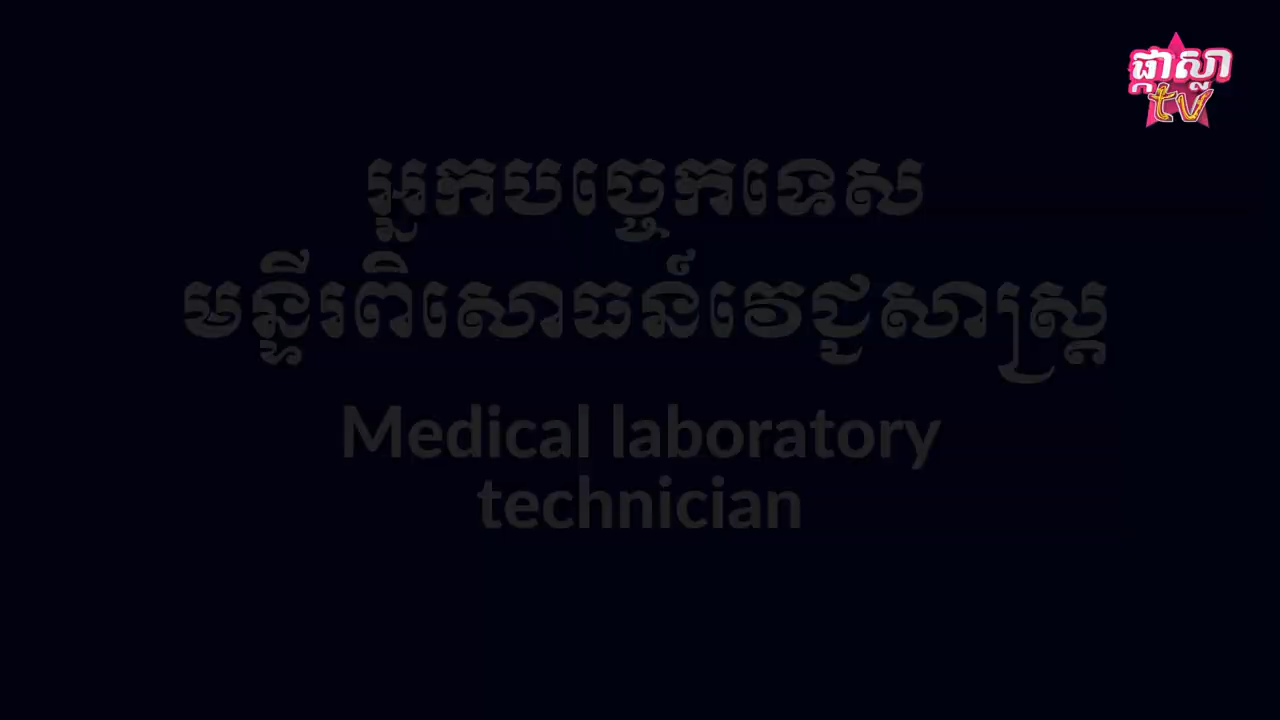 ផ្កាស្លា
tv
អ្នកបច្ចេកទេស
មន្ទីរពិសោធន៍វេជ្ជសាស្ត្រ
Medical laboratory
technician